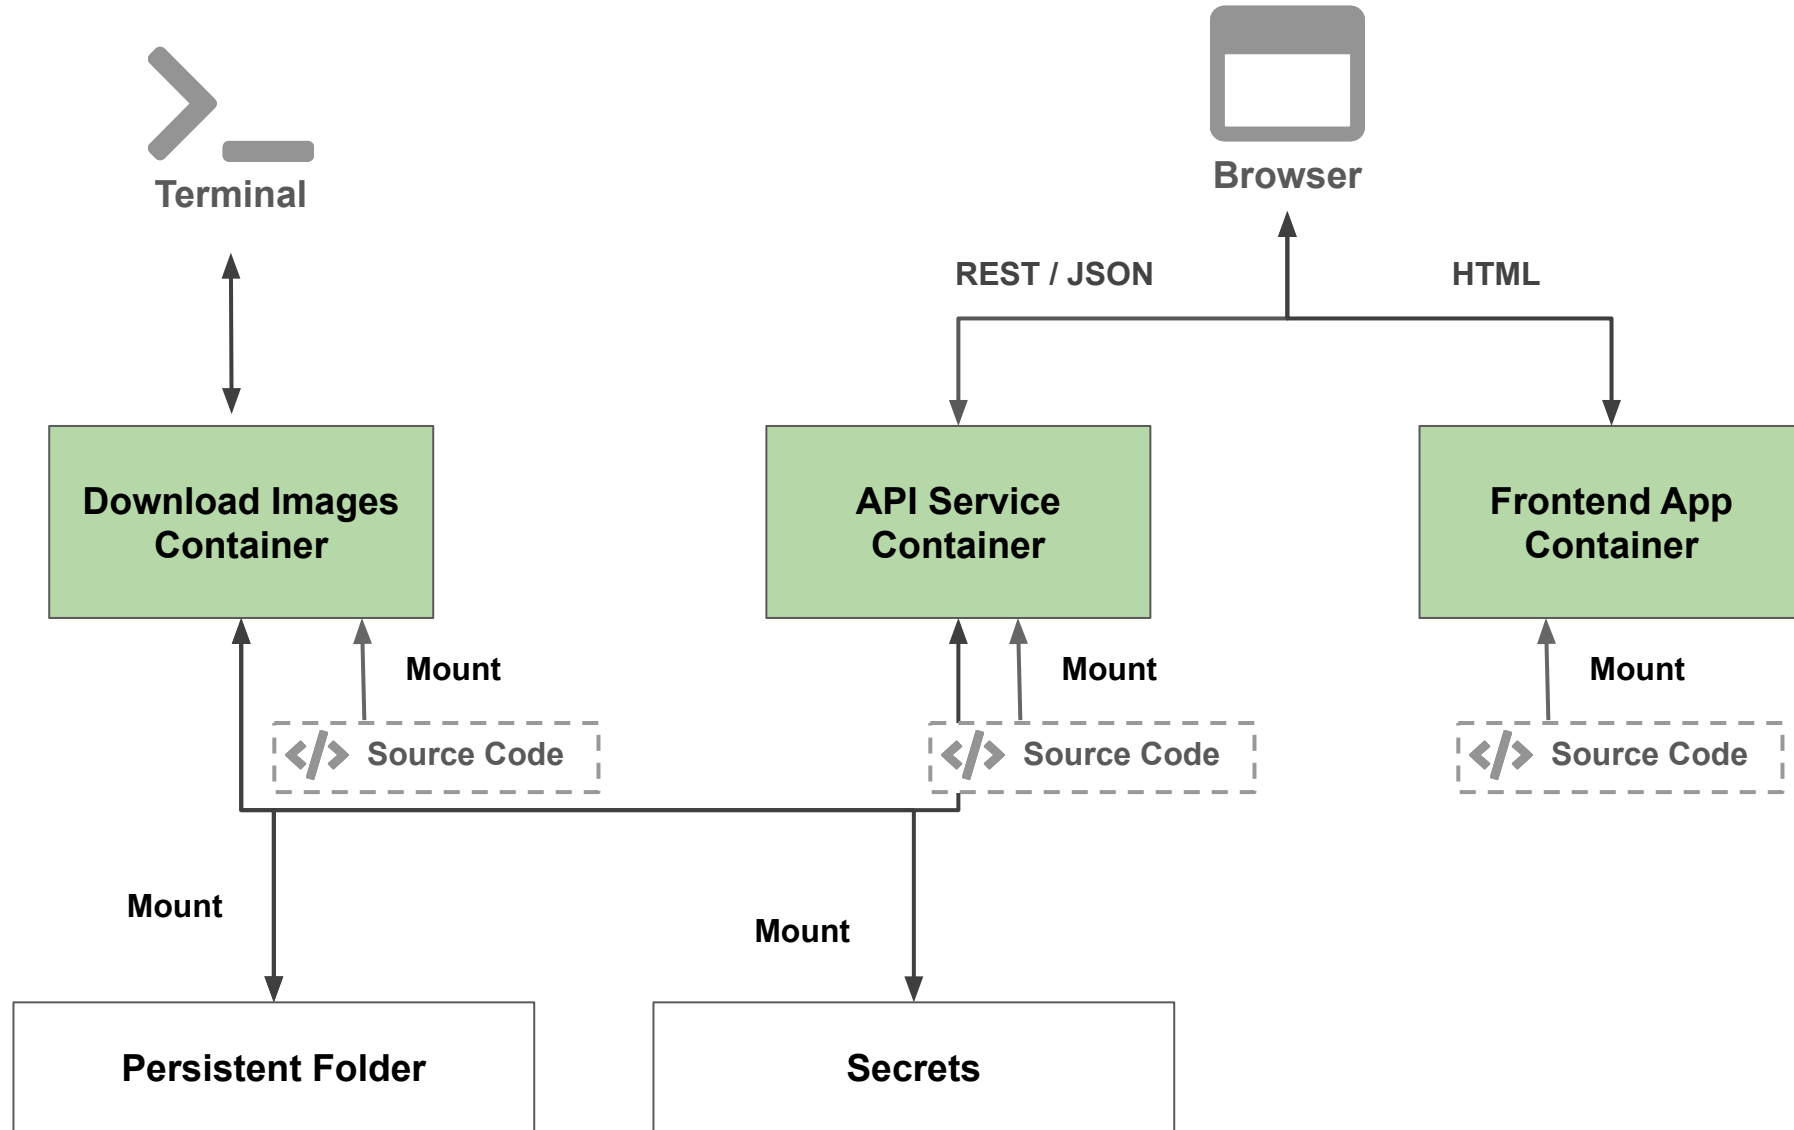 Terminal
Browser
REST / JSON
HTML
Download Images
Container
API Service
Container
Frontend App
Container
Mount
Mount
Mount
Source Code
Source Code
Source Code
Mount
Mount
Persistent Folder
Secrets